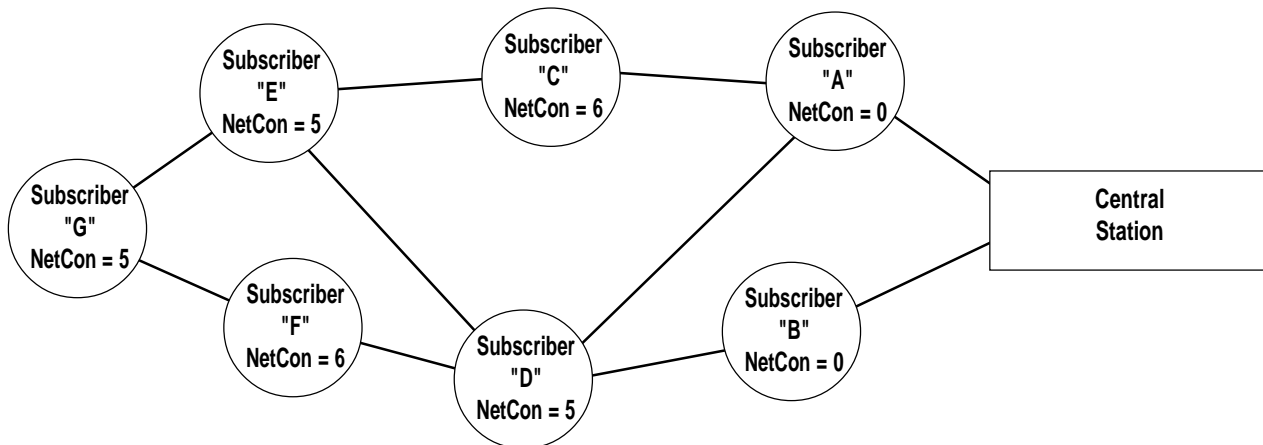 Subscriber
"E"
NetCon = 5
Subscriber
"C"
NetCon = 6
Subscriber
"A"
NetCon = 0
Subscriber
"G"
NetCon = 5
Central
Station
Subscriber
"F"
NetCon = 6
Subscriber
"D"
NetCon = 5
Subscriber
"B"
NetCon = 0